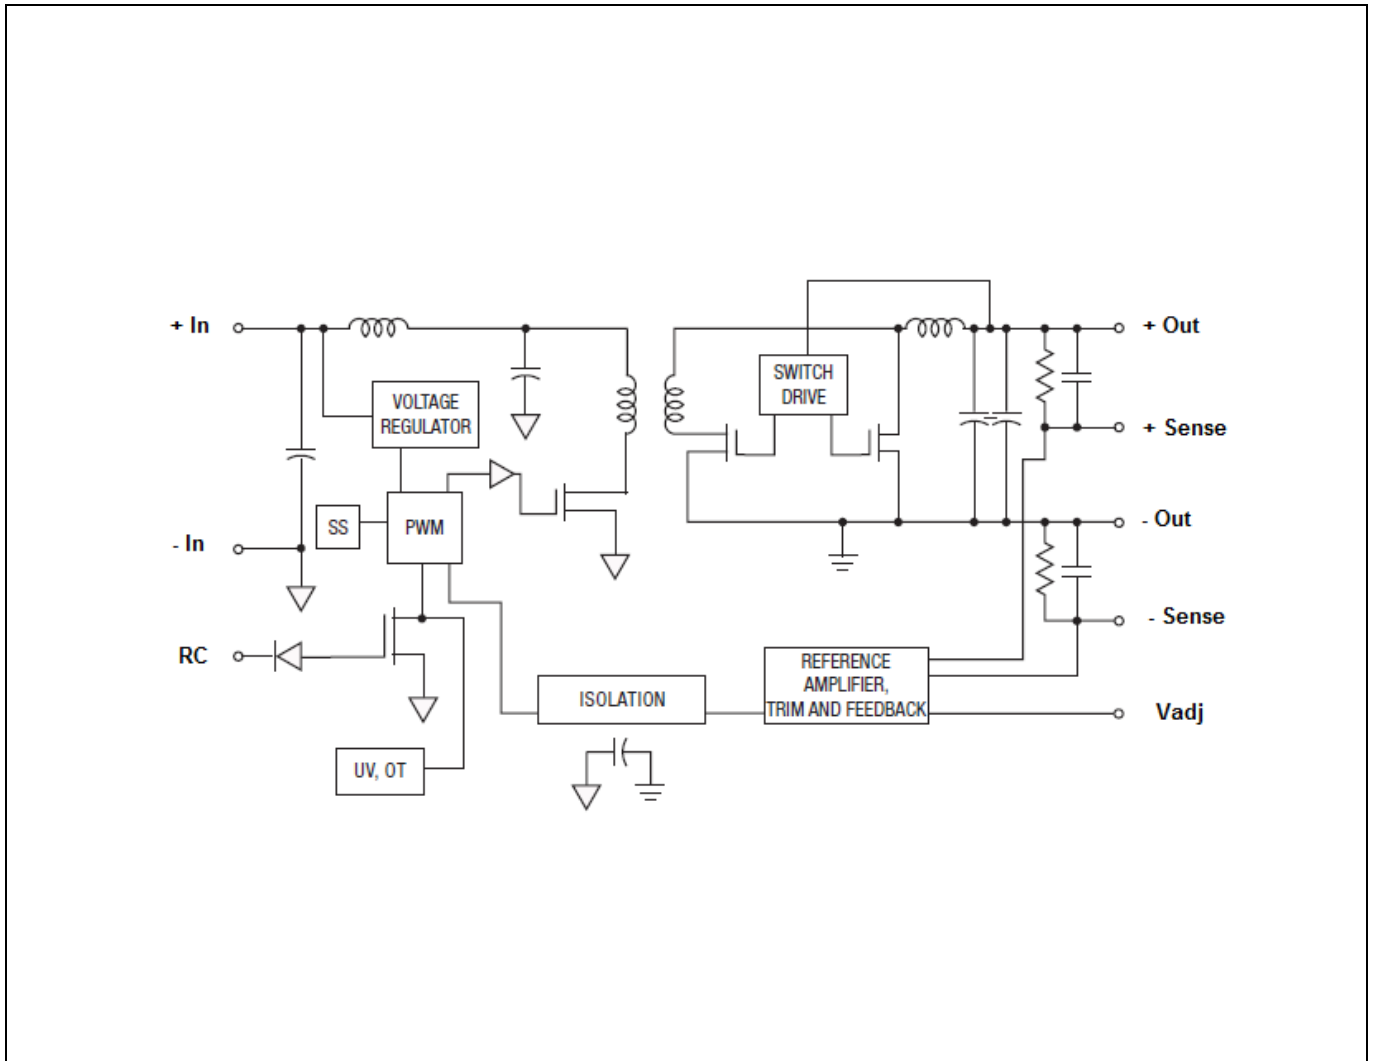 + In
+ Out
SWITCH
DRIVE
VOLTAGE
REGULATOR
+ Sense
SS
PWM
- Out
- In
- Sense
RC
REFERENCE
AMPLIFIER,
TRIM AND FEEDBACK
ISOLATION
Vadj
UV, OT